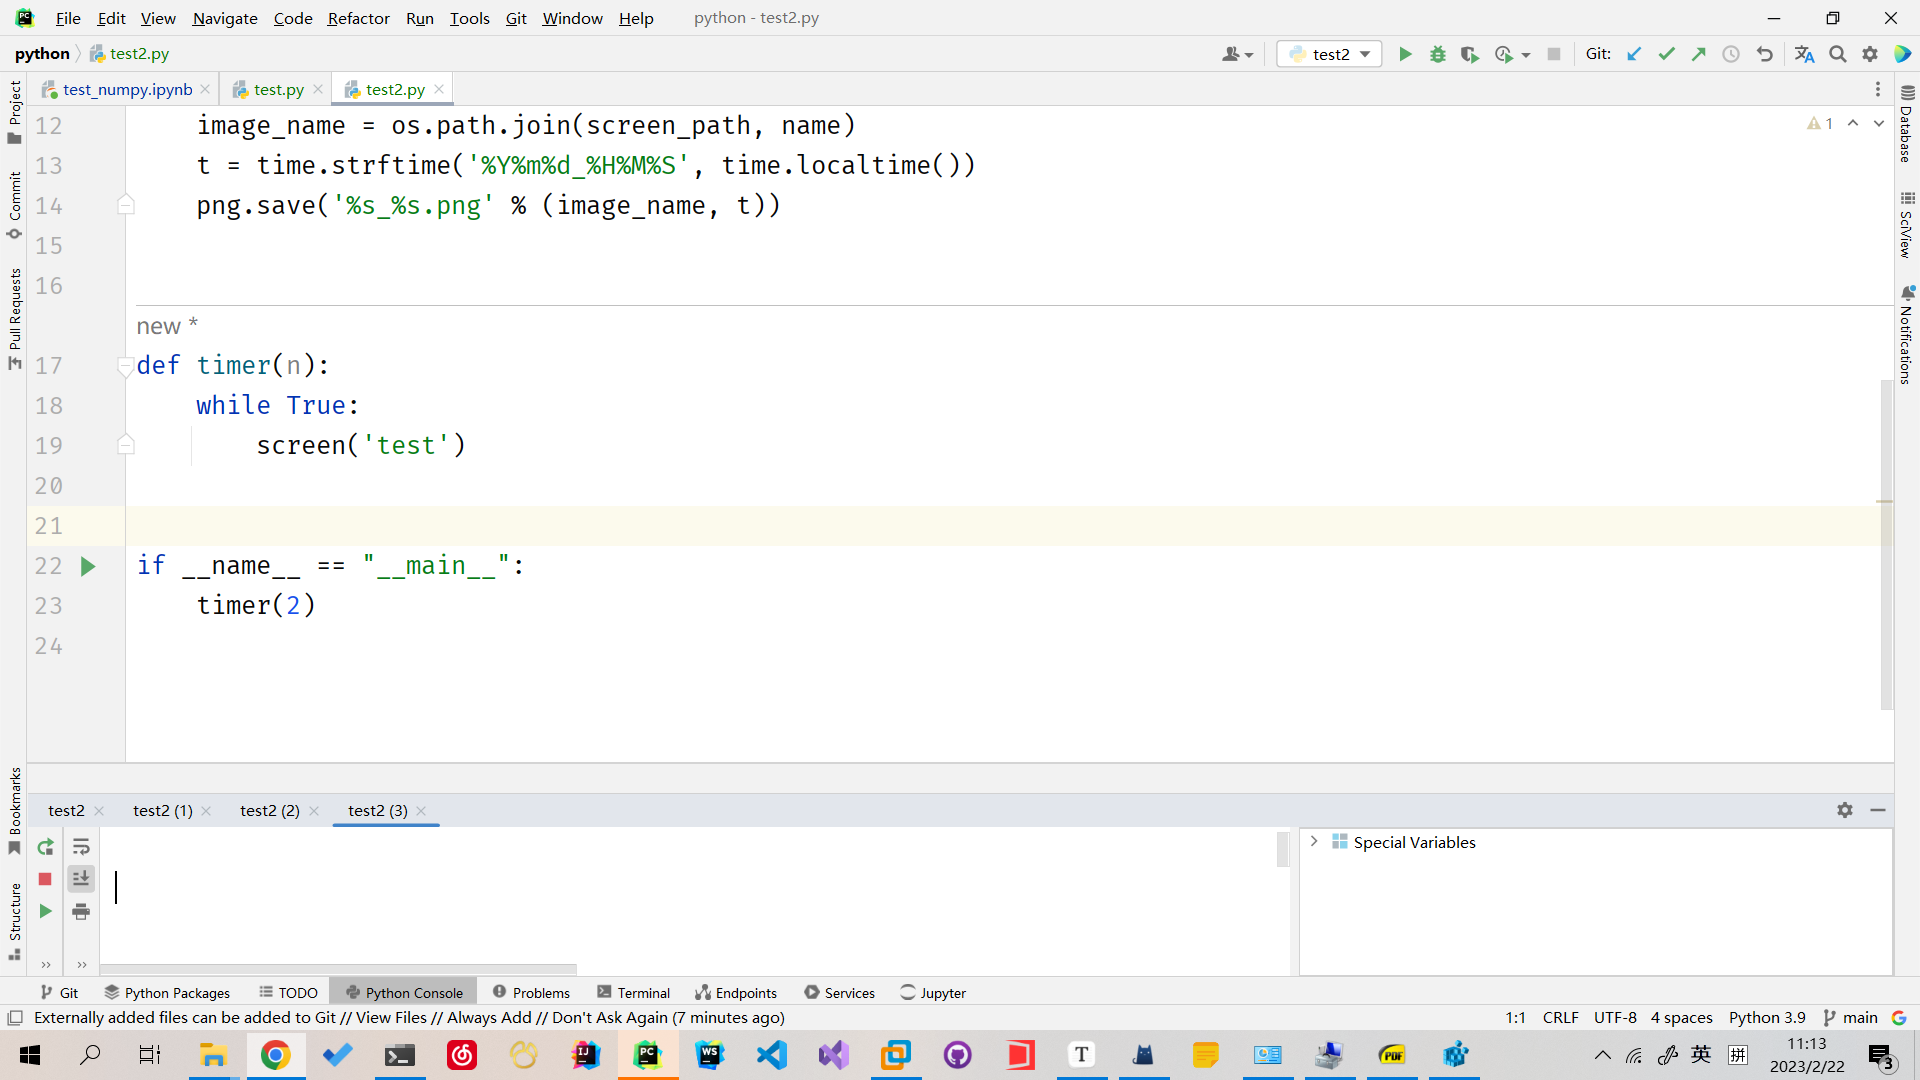 File Edit View Navigate Code Refactor Run Tools Git Window Help python - test2.py
python test2.py test2 Git:
test_numpy.ipynb test.py test2.py
Project
Commit
Pull Requests
Bookmarks
Structure
12 image_name = os.path.join(screen_path, name)
13 t = time.strftime('%Y%m%d_%H%M%S', time.localtime())
14 png.save('%s_%s.png' % (image_name, t))
15
16
new *
17 def timer(n):
18 while True:
19 screen('test')
20
21
22 if __name__ == "__main__":
23 timer(2)
24
1
Database
SciView
Notifications
test2 test2 (1) test2 (2) test2 (3)
Special Variables
Git Python Packages TODO Python Console Problems Terminal Endpoints Services Jupyter
Externally added files can be added to Git // View Files // Always Add // Don't Ask Again (7 minutes ago) 1:1 CRLF UTF-8 4 spaces Python 3.9 main
英 拼 11:13
2023/2/22
3